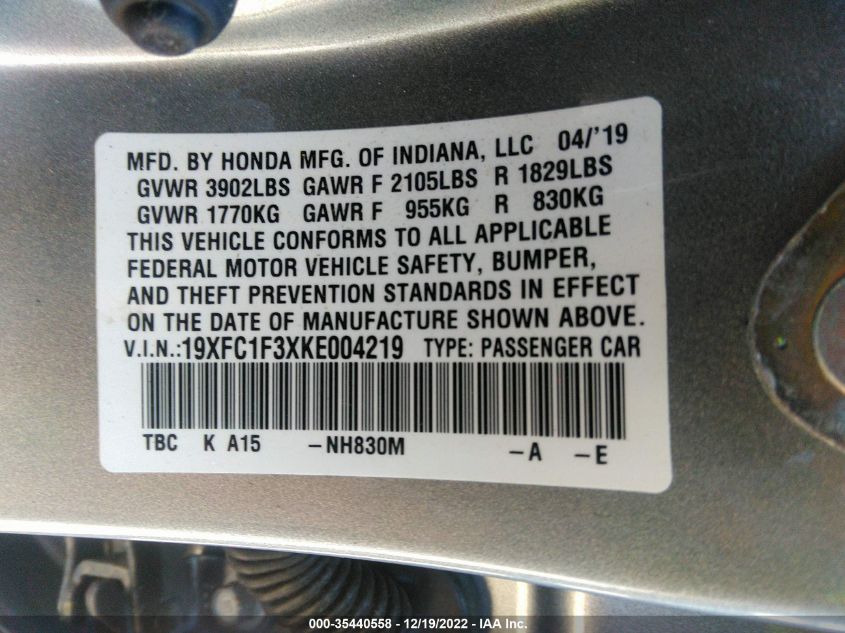 MFD. BY HONDA MFG. OF INDIANA, LLC 04/'19
GVWR 3902LBS GAWR F 2105LBS R 1829LBS
GVWR 1770KG GAWR F 955KG R 830KG
THIS VEHICLE CONFORMS TO ALL APPLICABLE
FEDERAL MOTOR VEHICLE SAFETY, BUMPER,
AND THEFT PREVENTION STANDARDS IN EFFECT
ON THE DATE OF MANUFACTURE SHOWN ABOVE.
V.I.N.:19XFC1F3XKE004219 TYPE: PASSENGER CAR
TBC K A15 -NH830M -A -E
000-35440558 - 12/19/2022 - IAA Inc.